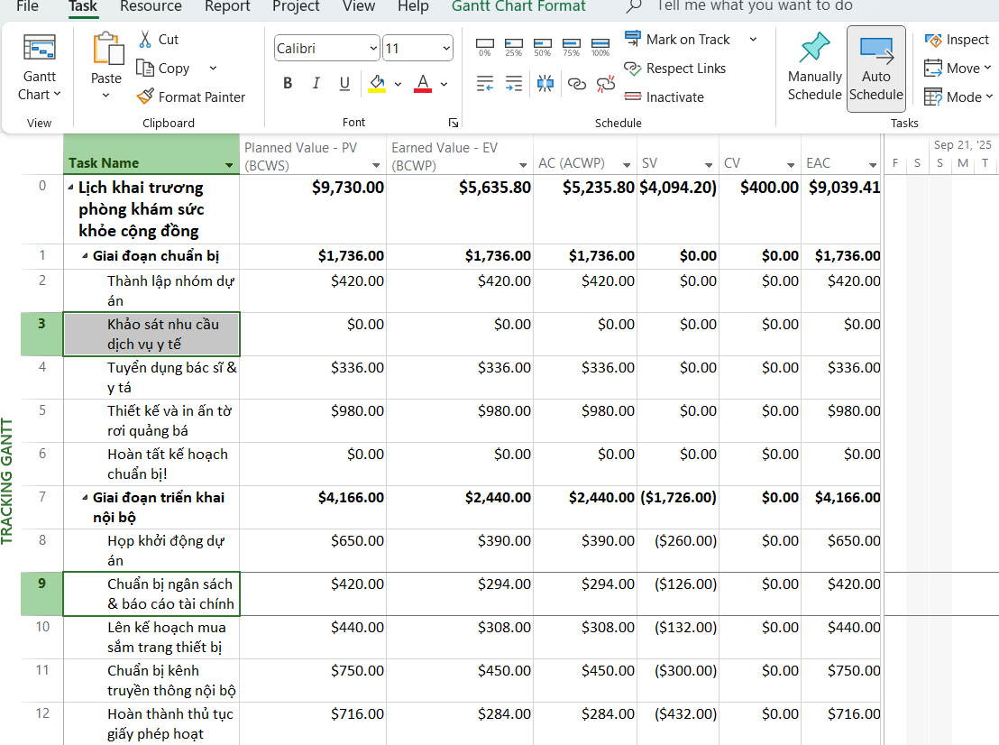 File Task Resource Report Project View Help Gantt Chart Format Tell me what you want to do
Gantt
Chart
View
Paste
Cut
Copy
Format Painter
Clipboard
Calibri 11
B I U A
Font
0% 25% 50% 75% 100%
Mark on Track
Respect Links
Inactivate
Schedule
Manually
Schedule
Auto
Schedule
Inspect
Move
Mode
Tasks
TRACKING GANTT
Task Name
Planned Value - PV
(BCWS)
Earned Value - EV
(BCWP)
AC (ACWP)
SV
CV
EAC
Sep 21, '25
F S S M T
0 Lịch khai trương $9,730.00 $5,635.80 $5,235.80 $4,094.20) $400.00 $9,039.41
phòng khám sức
khỏe cộng đồng
1 Giai đoạn chuẩn bị $1,736.00 $1,736.00 $1,736.00 $0.00 $0.00 $1,736.00
2 Thành lập nhóm dự $420.00 $420.00 $420.00 $0.00 $0.00 $420.00
án
3 Khảo sát nhu cầu $0.00 $0.00 $0.00 $0.00 $0.00 $0.00
dịch vụ y tế
4 Tuyển dụng bác sĩ & $336.00 $336.00 $336.00 $0.00 $0.00 $336.00
y tá
5 Thiết kế và in ấn tờ $980.00 $980.00 $980.00 $0.00 $0.00 $980.00
rơi quảng bá
6 Hoàn tất kế hoạch $0.00 $0.00 $0.00 $0.00 $0.00 $0.00
chuẩn bị!
7 Giai đoạn triển khai $4,166.00 $2,440.00 $2,440.00 ($1,726.00) $0.00 $4,166.00
nội bộ
8 Họp khởi động dự $650.00 $390.00 $390.00 ($260.00) $0.00 $650.00
án
9 Chuẩn bị ngân sách $420.00 $294.00 $294.00 ($126.00) $0.00 $420.00
& báo cáo tài chính
10 Lên kế hoạch mua $440.00 $308.00 $308.00 ($132.00) $0.00 $440.00
sắm trang thiết bị
11 Chuẩn bị kênh $750.00 $450.00 $450.00 ($300.00) $0.00 $750.00
truyền thông nội bộ
12 Hoàn thành thủ tục $716.00 $284.00 $284.00 ($432.00) $0.00 $716.00
giấy phép hoạt